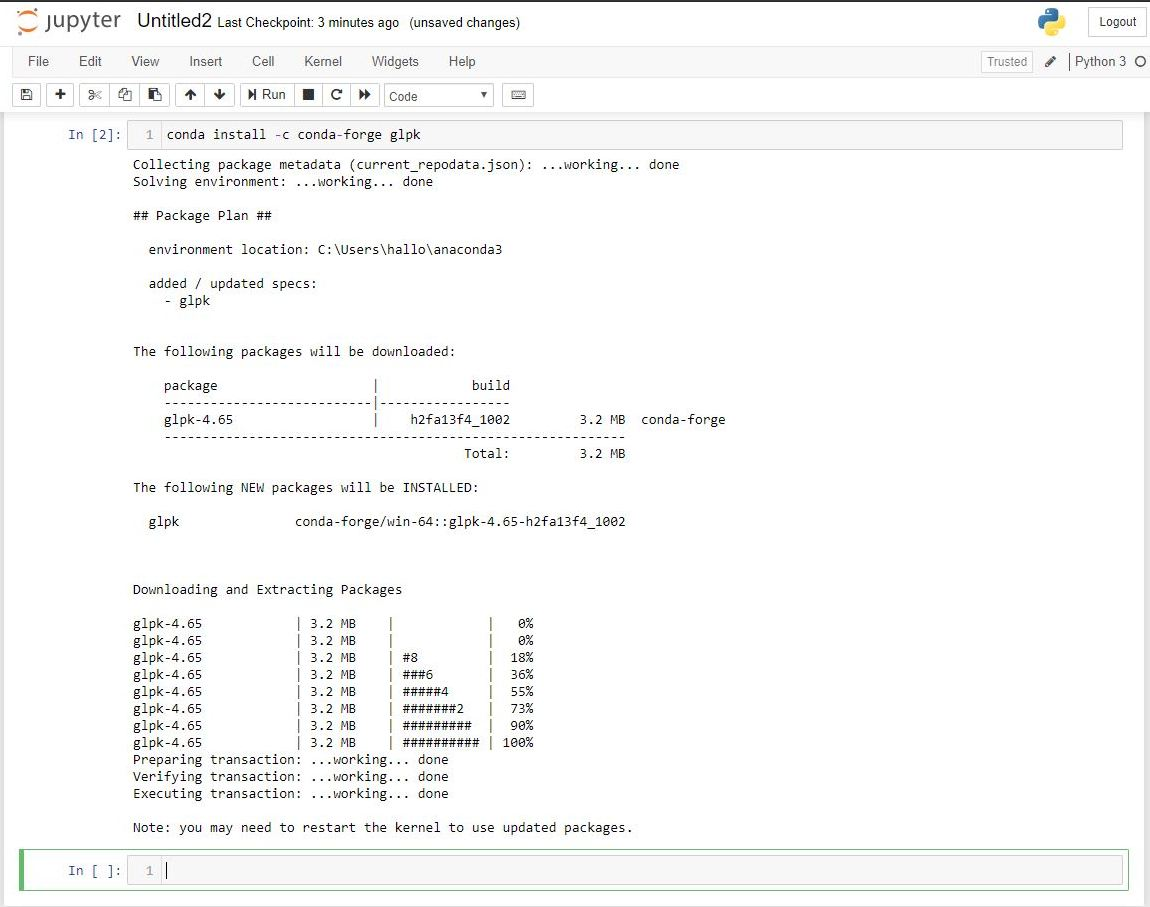 jupyter Untitled2 Last Checkpoint: 3 minutes ago (unsaved changes) Logout
File Edit View Insert Cell Kernel Widgets Help Trusted Python 3
Run Code
In [2]: 1 conda install -c conda-forge glpk
Collecting package metadata (current_repodata.json): ...working... done
Solving environment: ...working... done
## Package Plan ##
environment location: C:\Users\hallo\anaconda3
added / updated specs:
- glpk
The following packages will be downloaded:
package | build
---------------------------|-----------------
glpk-4.65 | h2fa13f4_1002 3.2 MB conda-forge
------------------------------------------------------------
Total: 3.2 MB
The following NEW packages will be INSTALLED:
glpk conda-forge/win-64::glpk-4.65-h2fa13f4_1002
Downloading and Extracting Packages
glpk-4.65 | 3.2 MB | | 0%
glpk-4.65 | 3.2 MB | | 0%
glpk-4.65 | 3.2 MB | #8 | 18%
glpk-4.65 | 3.2 MB | ###6 | 36%
glpk-4.65 | 3.2 MB | #####4 | 55%
glpk-4.65 | 3.2 MB | #######2 | 73%
glpk-4.65 | 3.2 MB | ######### | 90%
glpk-4.65 | 3.2 MB | ########## | 100%
Preparing transaction: ...working... done
Verifying transaction: ...working... done
Executing transaction: ...working... done
Note: you may need to restart the kernel to use updated packages.
In [ ]: 1